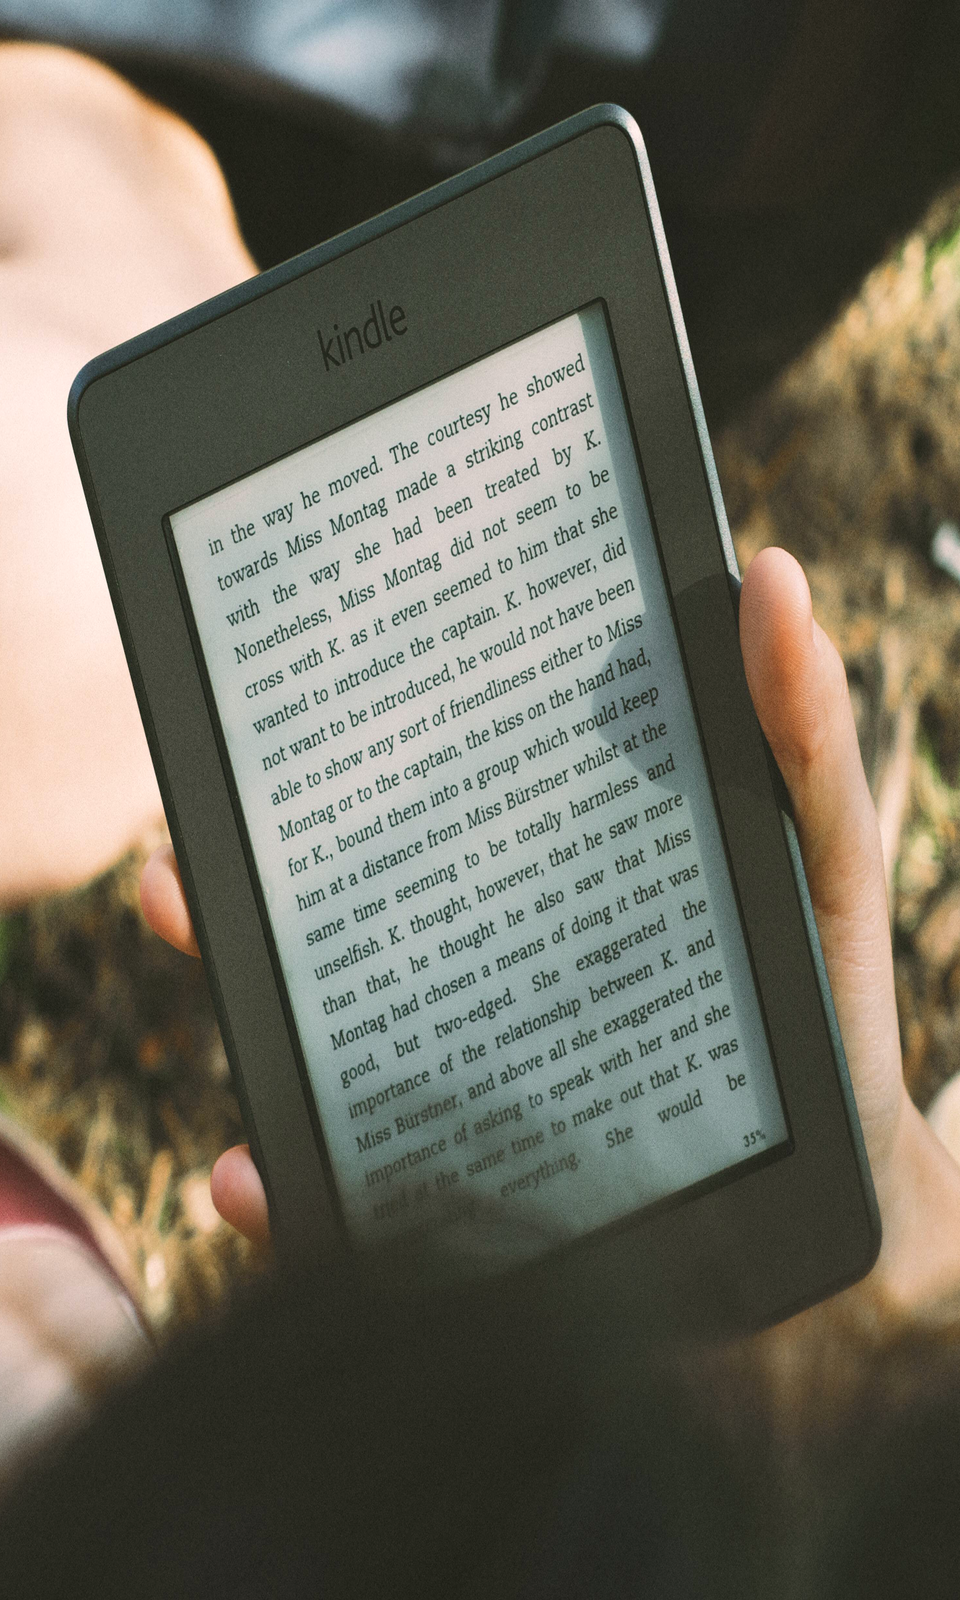 kindle
in the way he moved. The courtesy he showed
towards Miss Montag made a striking contrast
with the way she had been treated by K.
Nonetheless, Miss Montag did not seem to be
cross with K. as it even seemed to him that she
wanted to introduce the captain. K. however, did
not want to be introduced, he would not have been
able to show any sort of friendliness either to Miss
Montag or to the captain, the kiss on the hand had,
for K., bound them into a group which would keep
him at a distance from Miss Bürstner whilst at the
same time seeming to be totally harmless and
unselfish. K. thought, however, that he saw more
than that, he thought he also saw that Miss
Montag had chosen a means of doing it that was
good, but two-edged. She exaggerated the
importance of the relationship between K. and
Miss Bürstner, and above all she exaggerated the
importance of asking to speak with her and she
tried at the same time to make out that K. was
everything. She would be
35%